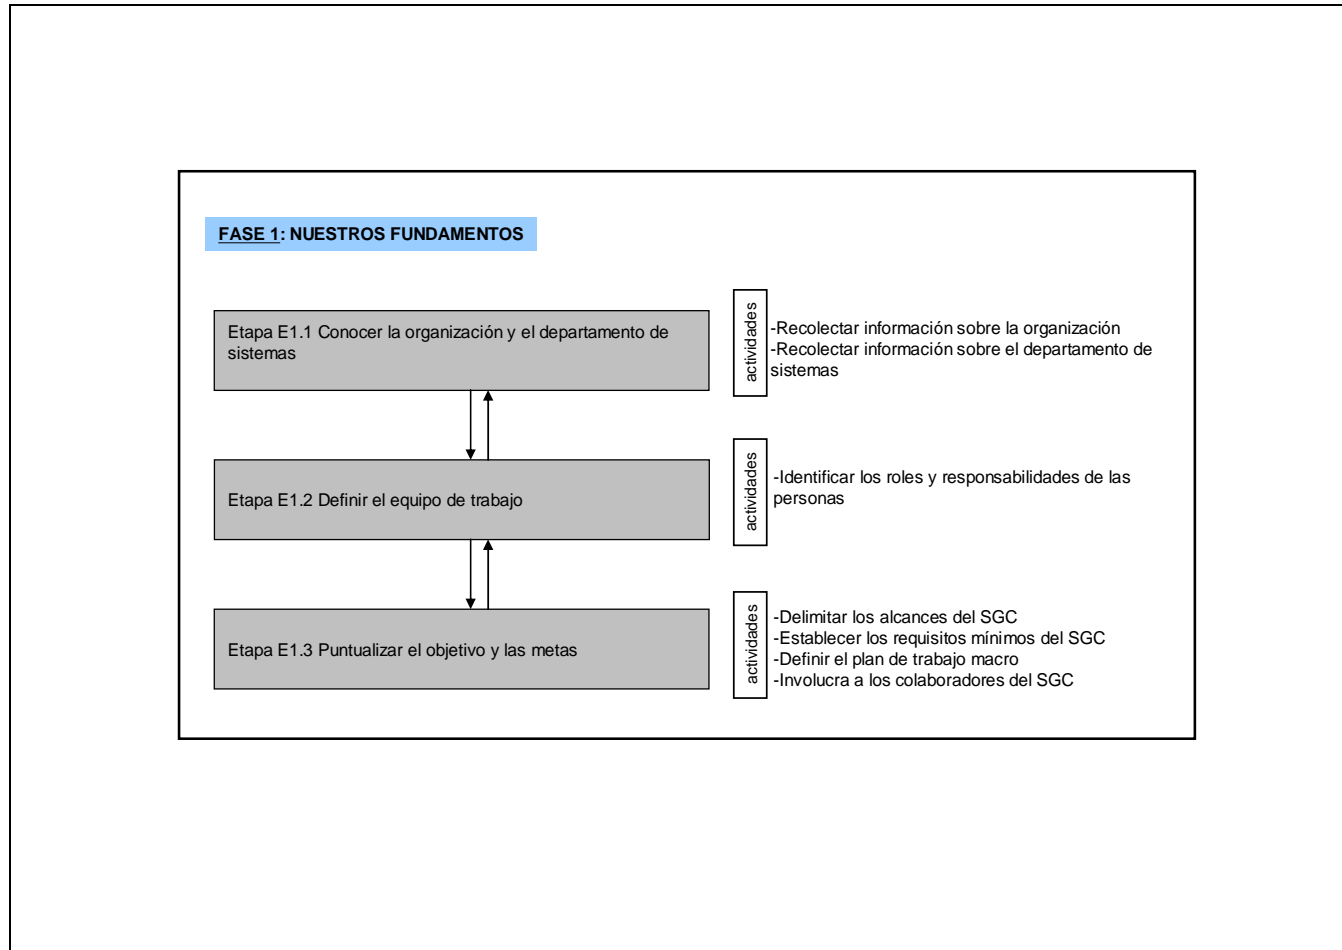 FASE 1: NUESTROS FUNDAMENTOS
Etapa E1.1 Conocer la organización y el departamento de
sistemas
actividades
-Recolectar información sobre la organización
-Recolectar información sobre el departamento de
sistemas
Etapa E1.2 Definir el equipo de trabajo
actividades
-Identificar los roles y responsabilidades de las
personas
Etapa E1.3 Puntualizar el objetivo y las metas
actividades
-Delimitar los alcances del SGC
-Establecer los requisitos mínimos del SGC
-Definir el plan de trabajo macro
-Involucra a los colaboradores del SGC